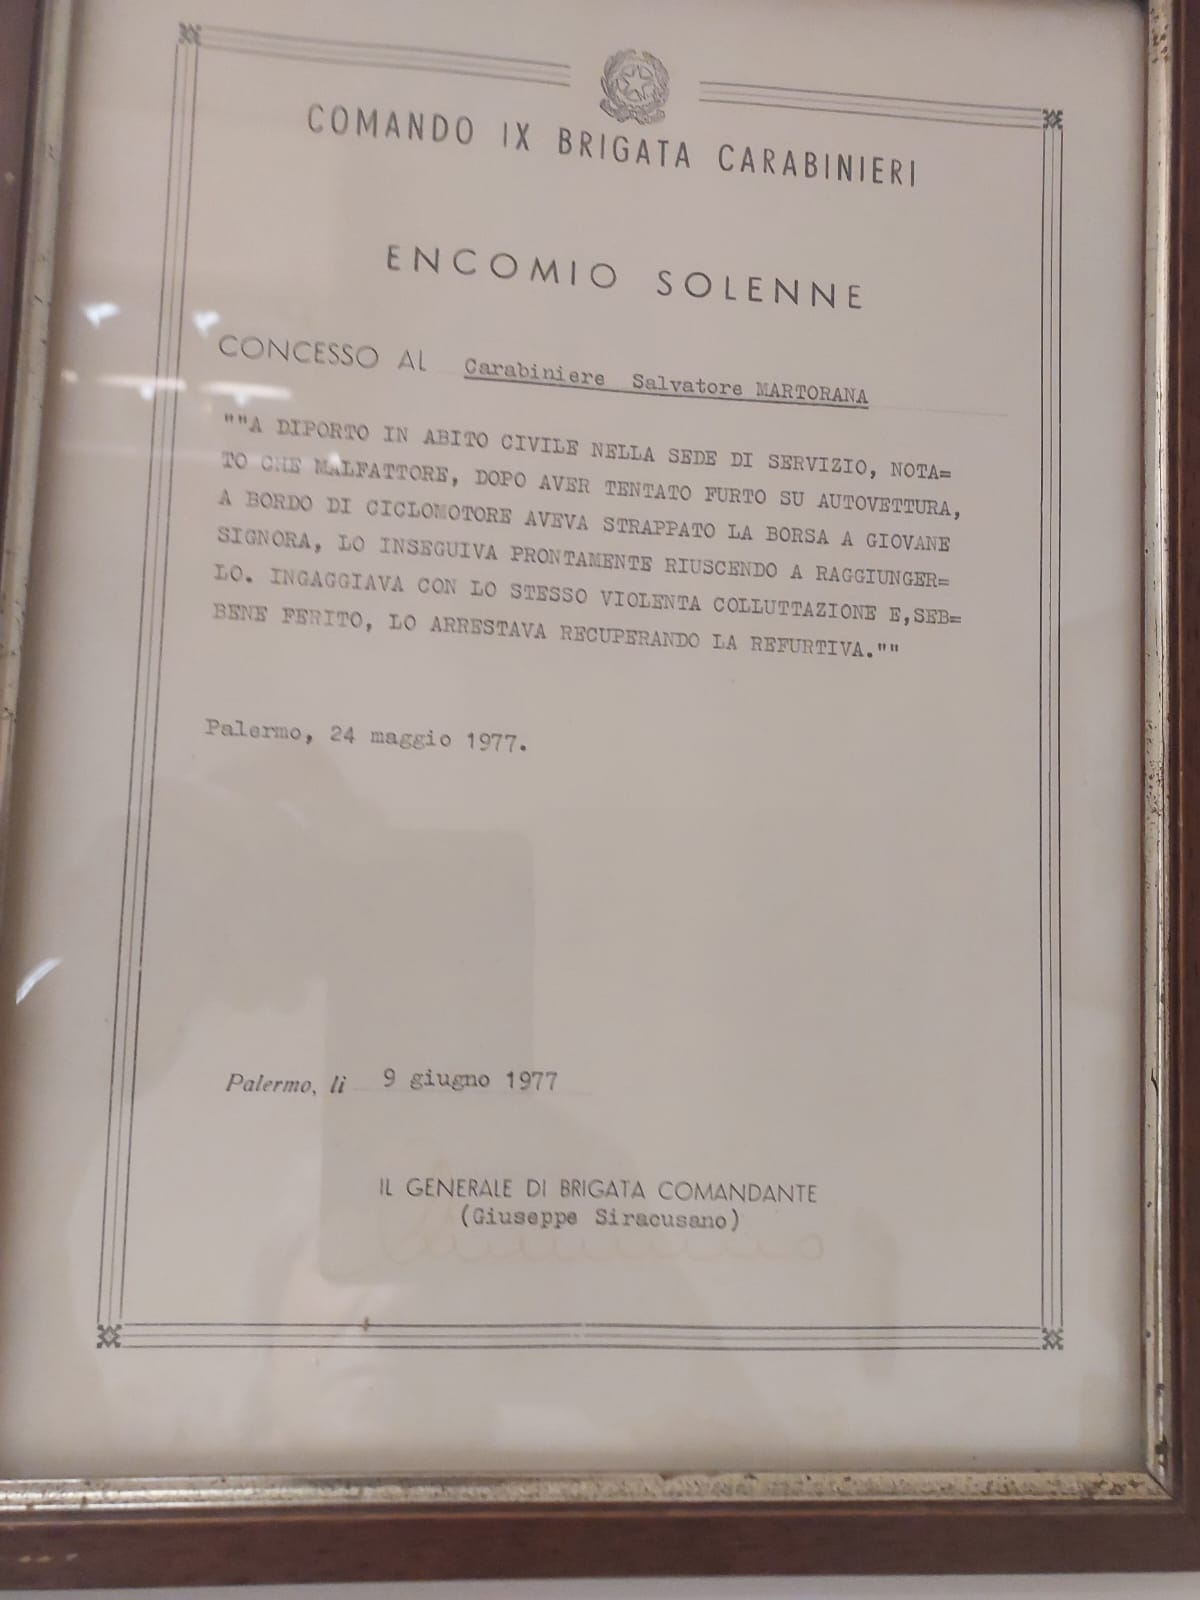 COMANDO IX BRIGATA CARABINIERI
ENCOMIO SOLENNE
CONCESSO AL Carabiniere Salvatore MARTORANA
""A DIPORTO IN ABITO CIVILE NELLA SEDE DI SERVIZIO, NOTA=
TO CHE MALFATTORE, DOPO AVER TENTATO FURTO SU AUTOVETTURA,
A BORDO DI CICLOMOTORE AVEVA STRAPPATO LA BORSA A GIOVANE
SIGNORA, LO INSEGUIVA PRONTAMENTE RIUSCENDO A RAGGIUNGER=
LO. INGAGGIAVA CON LO STESSO VIOLENTA COLLUTTAZIONE E,SEB=
BENE FERITO, LO ARRESTAVA RECUPERANDO LA REFURTIVA.""
Palermo, 24 maggio 1977.
Palermo, li 9 giugno 1977
IL GENERALE DI BRIGATA COMANDANTE
(Giuseppe Siracusano)